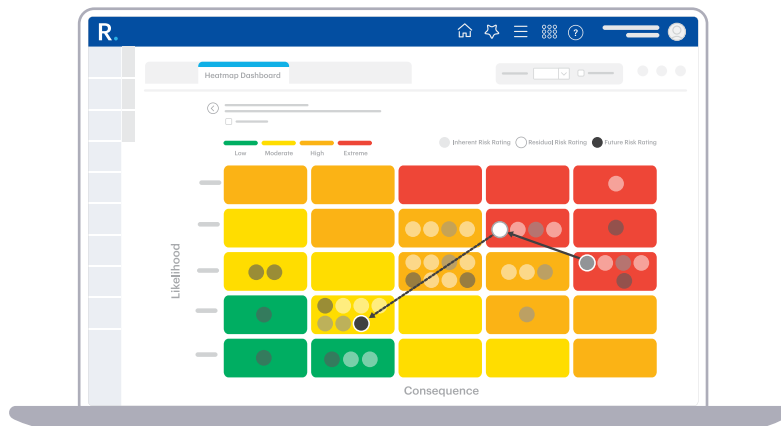 R.
?
Heatmap Dashboard
Low Moderate High Extreme
Inherent Risk Rating Residual Risk Rating Future Risk Rating
Likelihood
Consequence